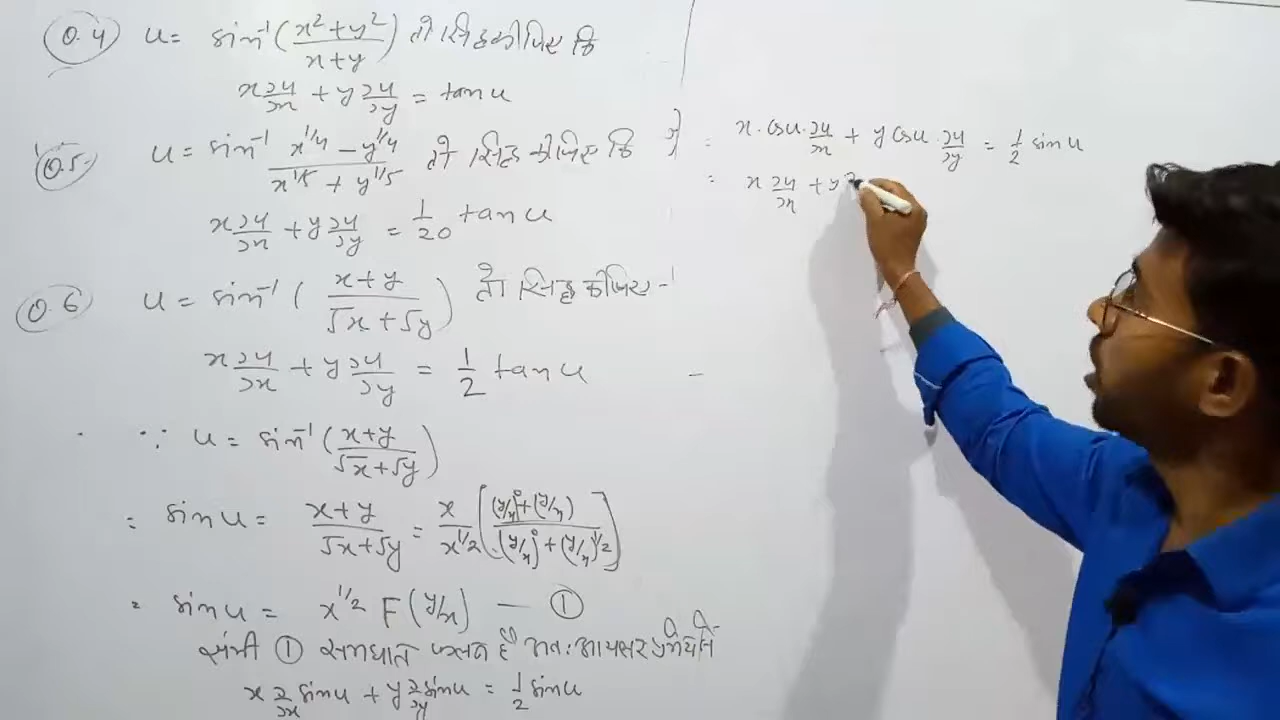 Q.4 u = sin⁻¹(x² + y² / x + y) तो सिद्ध कीजिए कि
x ∂u/∂x + y ∂u/∂y = tan u
Q.5 u = sin⁻¹ x^1/4 − y^1/4 / x^1/5 + y^1/5 तो सिद्ध कीजिए कि
x ∂u/∂x + y ∂u/∂y = 1/20 tan u
Q.6 u = sin⁻¹ (x + y / √x + √y) तो सिद्ध कीजिए -
x ∂u/∂x + y ∂u/∂y = 1/2 tan u
∵ u = sin⁻¹(x + y / √x + √y)
= sin u = x + y / √x + √y = x / x^1/2 [(y/x)⁰ + (y/x) / (y/x)⁰ + (y/x)^1/2]
= sin u = x^1/2 F(y/x) — ①
① समघात फलन है अतः आयलर प्रमेय से
x ∂/∂x sin u + y ∂/∂y sin u = 1/2 sin u
= x · cos u · ∂u/∂x + y cos u · ∂u/∂y = 1/2 sin u
= x ∂u/∂x + y ∂